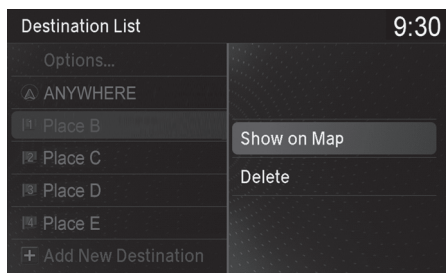 Destination List
9:30
Options...
ANYWHERE
Place B
Place C
Place D
Place E
Add New Destination
Show on Map
Delete